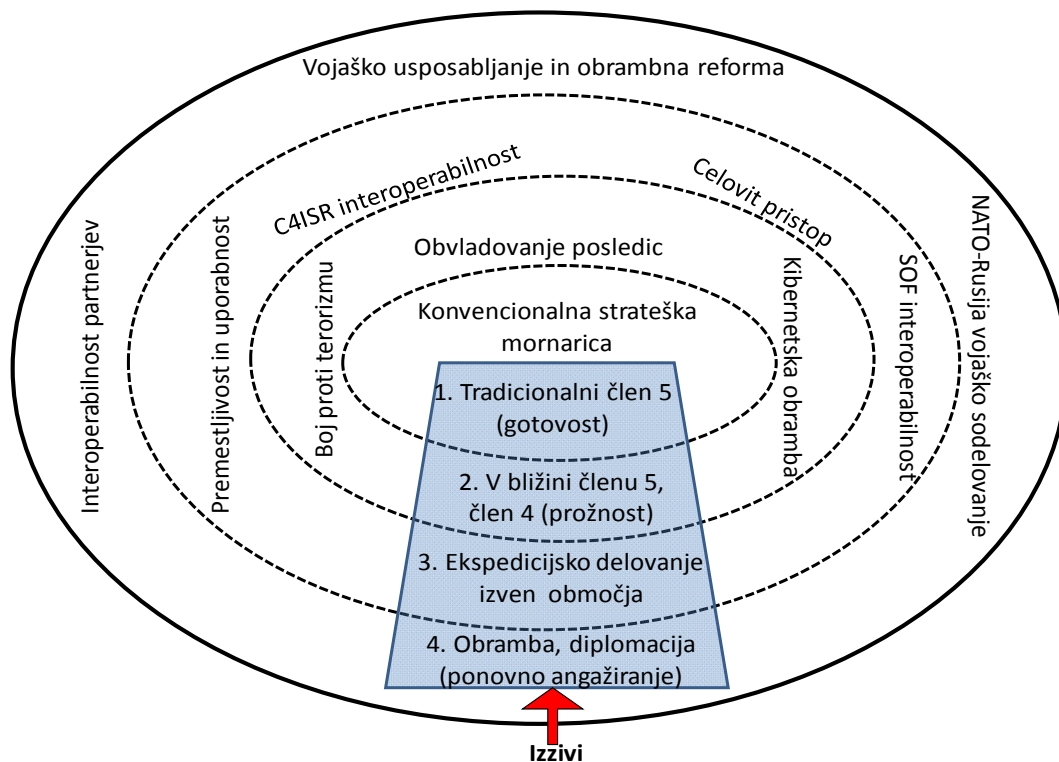 Vojaško usposabljanje in obrambna reforma
C4ISR interoperabilnost
Celovit pristop
Interoperabilnost partnerjev
Premestljivost in uporabnost
Boj proti terorizmu
Obvladovanje posledic
Konvencionalna strateška
mornarica
Kibernetska obramba
SOF interoperabilnost
NATO-Rusija vojaško sodelovanje
1. Tradicionalni člen 5
(gotovost)
2. V bližini členu 5,
člen 4 (prožnost)
3. Ekspedicijsko delovanje
izven območja
4. Obramba, diplomacija
(ponovno angažiranje)
Izzivi